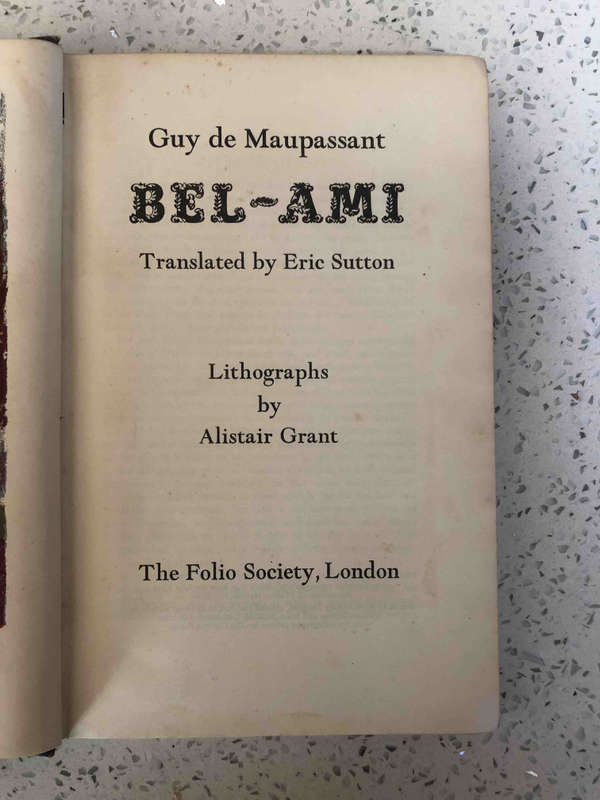 Guy de Maupassant
BEL-AMI
Translated by Eric Sutton
Lithographs
by
Alistair Grant
The Folio Society, London